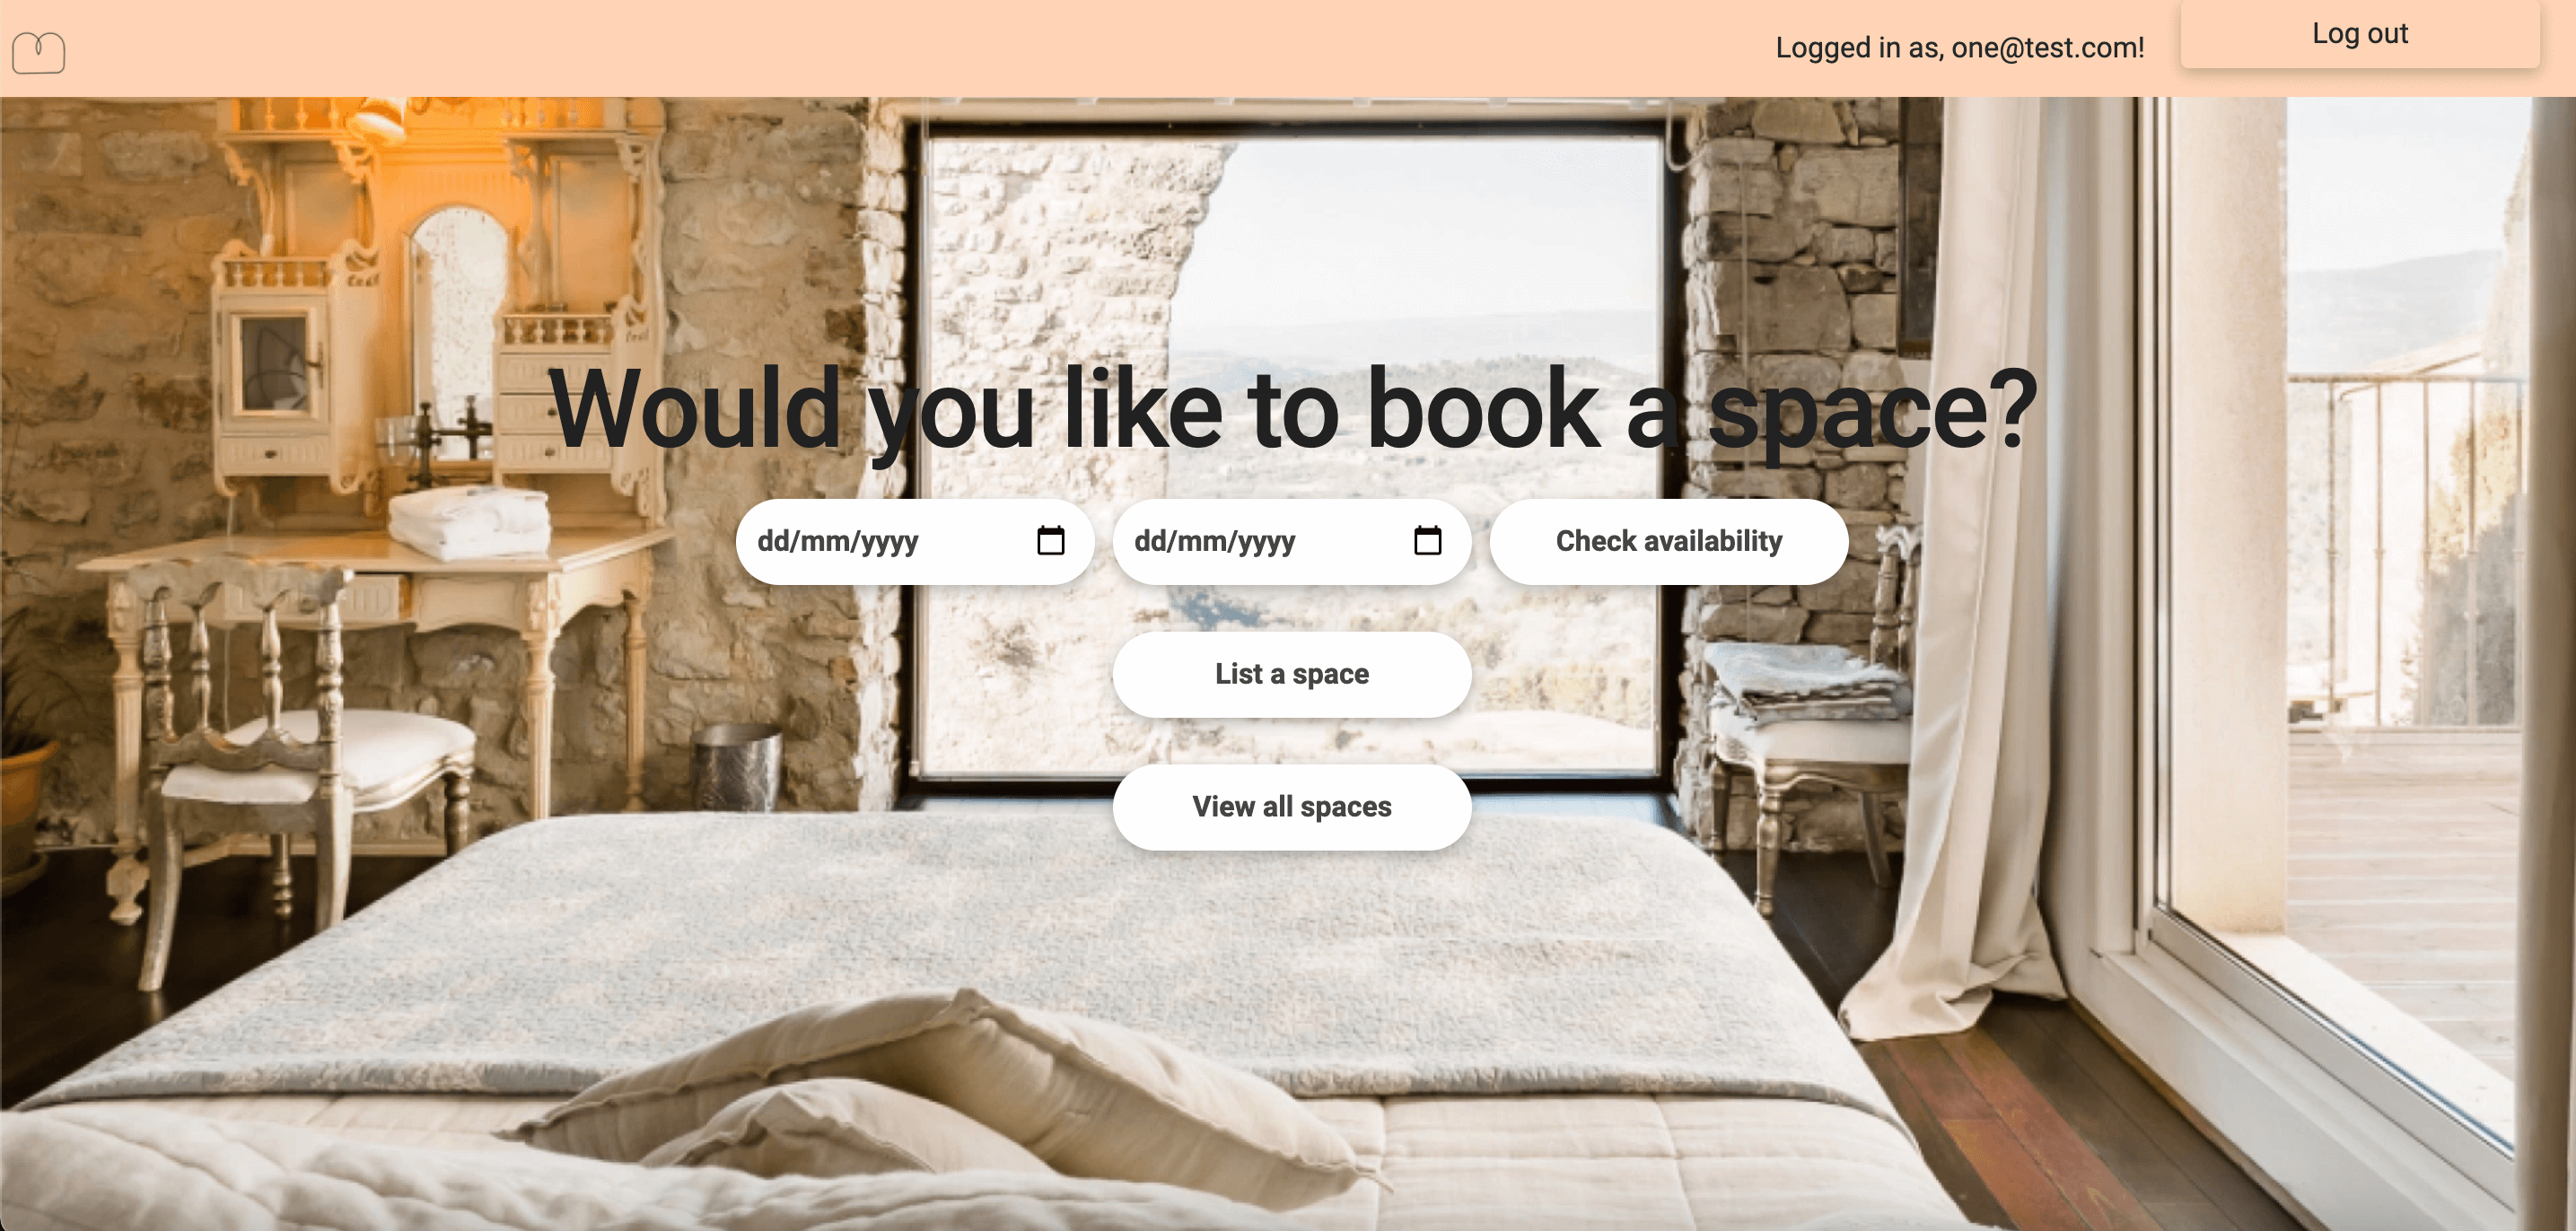 Logged in as, one@test.com!
Log out
Would you like to book a space?
dd/mm/yyyy
dd/mm/yyyy
Check availability
List a space
View all spaces